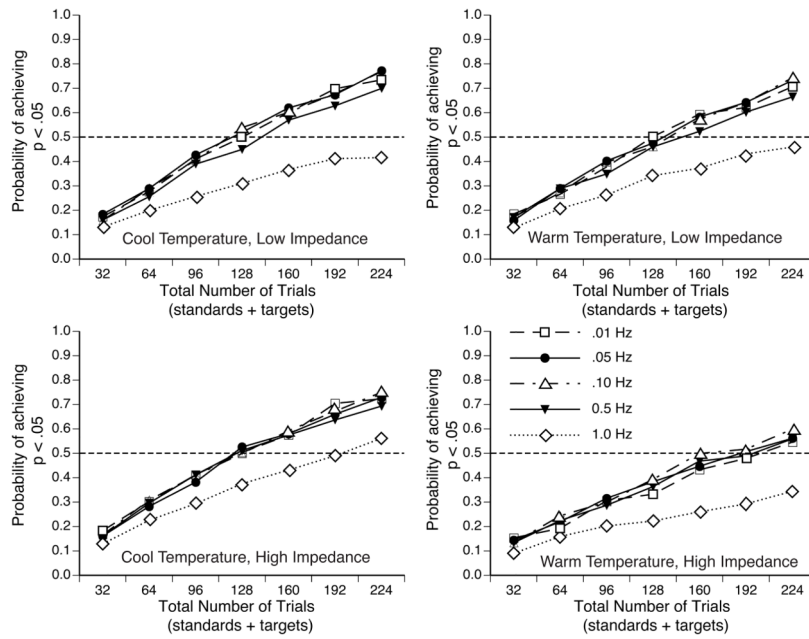 1.0
0.9
0.8
0.7
0.6
0.5
0.4
0.3
0.2
0.1
0.0
Probability of achieving
p < .05
Cool Temperature, Low Impedance
32 64 96 128 160 192 224
Total Number of Trials
(standards + targets)
1.0
0.9
0.8
0.7
0.6
0.5
0.4
0.3
0.2
0.1
0.0
Probability of achieving
p < .05
Warm Temperature, Low Impedance
32 64 96 128 160 192 224
Total Number of Trials
(standards + targets)
1.0
0.9
0.8
0.7
0.6
0.5
0.4
0.3
0.2
0.1
0.0
Probability of achieving
p < .05
Cool Temperature, High Impedance
32 64 96 128 160 192 224
Total Number of Trials
(standards + targets)
1.0
0.9
0.8
0.7
0.6
0.5
0.4
0.3
0.2
0.1
0.0
Probability of achieving
p < .05
.01 Hz
.05 Hz
.10 Hz
0.5 Hz
1.0 Hz
Warm Temperature, High Impedance
32 64 96 128 160 192 224
Total Number of Trials
(standards + targets)